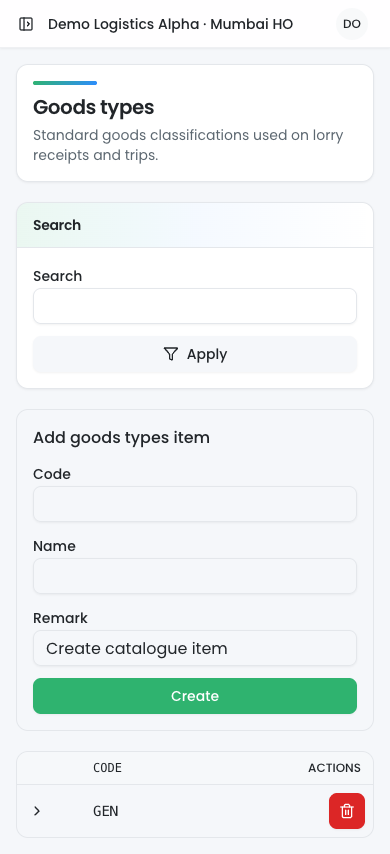 Demo Logistics Alpha · Mumbai HO
DO
Goods types
Standard goods classifications used on lorry
receipts and trips.
Search
Search
Apply
Add goods types item
Code
Name
Remark
Create catalogue item
Create
CODE ACTIONS
GEN